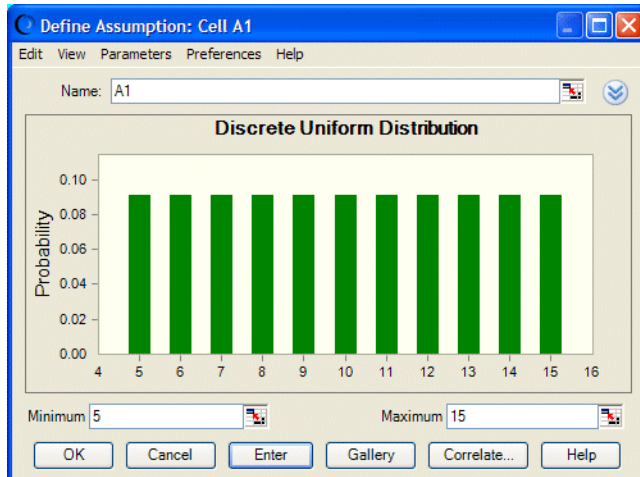 Define Assumption: Cell A1
Edit View Parameters Preferences Help
Name: A1
Discrete Uniform Distribution
Probability
0.10
0.08
0.06
0.04
0.02
0.00
4 5 6 7 8 9 10 11 12 13 14 15 16
Minimum 5 Maximum 15
OK Cancel Enter Gallery Correlate... Help